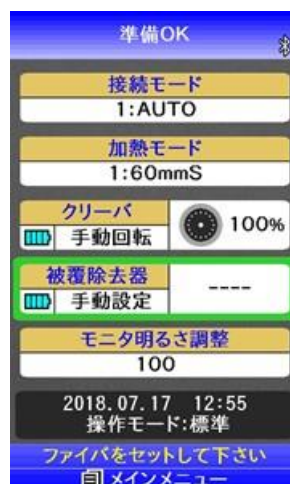 準備OK
接続モード
1:AUTO
加熱モード
1:60mmS
クリーバ
手動回転
100%
被覆除去器
手動設定
----
モニタ明るさ調整
100
2018.07.17 12:55
操作モード:標準
ファイバをセットして下さい
メインメニュー